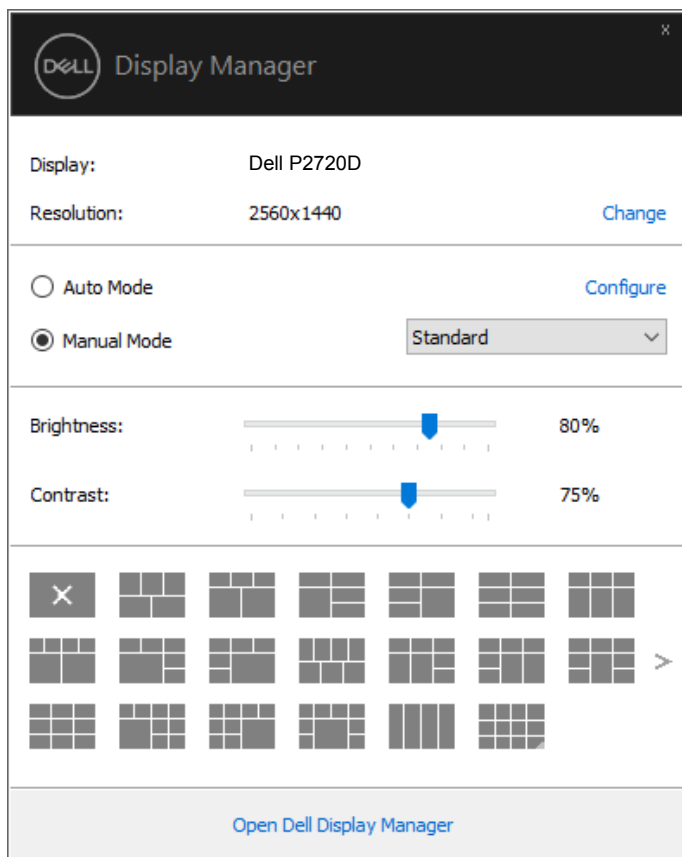 x
DELL Display Manager
Display: Dell P2720D
Resolution: 2560x1440 Change
Auto Mode Configure
Manual Mode Standard
Brightness: 80%
Contrast: 75%
Open Dell Display Manager